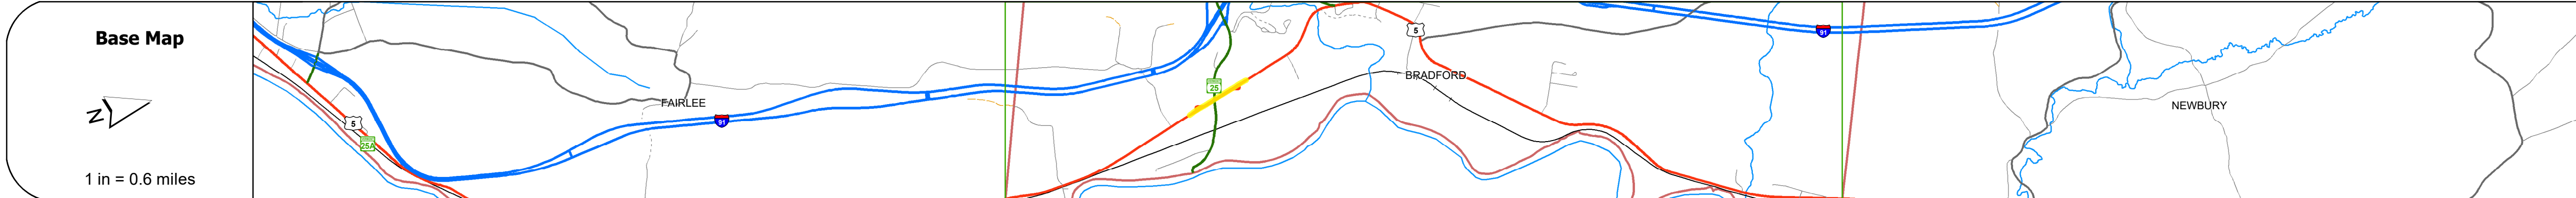 Base Map
N
1 in = 0.6 miles
5
25A
FAIRLEE
91
25
5
BRADFORD
91
NEWBURY